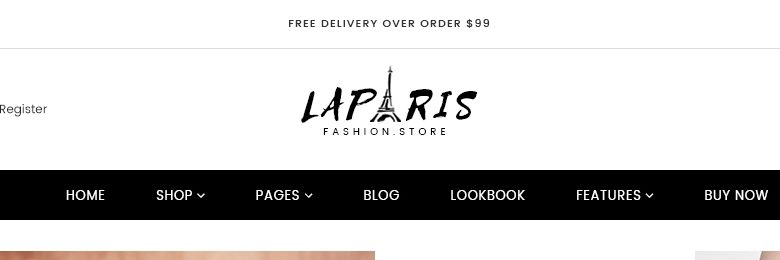 FREE DELIVERY OVER ORDER $99
Register
LAPARIS
FASHION.STORE
HOME SHOP PAGES BLOG LOOKBOOK FEATURES BUY NOW